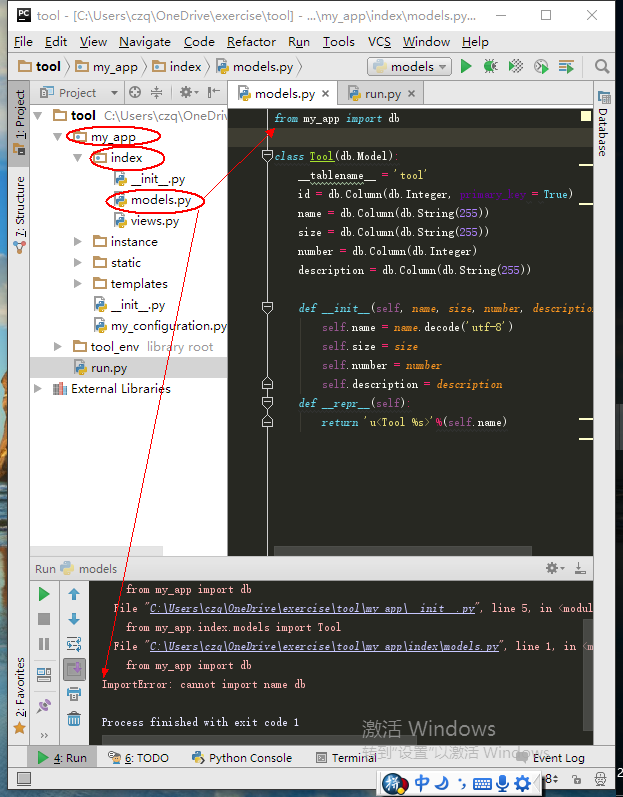 PC tool - [C:\Users\czq\OneDrive\exercise\tool] - ...\my_app\index\models.py...
File Edit View Navigate Code Refactor Run Tools VCS Window Help
tool my_app index models.py models
Project
models.py × run.py ×
1: Project
7: Structure
2: Favorites
Database
tool C:\Users\czq\OneDriv
my_app
index
__init__.py
models.py
views.py
instance
static
templates
__init__.py
my_configuration.py
tool_env library root
run.py
External Libraries
from my_app import db
class Tool(db.Model):
__tablename__ = 'tool'
id = db.Column(db.Integer, primary_key = True)
name = db.Column(db.String(255))
size = db.Column(db.String(255))
number = db.Column(db.Integer)
description = db.Column(db.String(255))
def __init__(self, name, size, number, description
self.name = name.decode('utf-8')
self.size = size
self.number = number
self.description = description
def __repr__(self):
return 'u<Tool %s>'%(self.name)
Run models
from my_app import db
File "C:\Users\czq\OneDrive\exercise\tool\my_app\__init__.py", line 5, in <modul
from my_app.index.models import Tool
File "C:\Users\czq\OneDrive\exercise\tool\my_app\index\models.py", line 1, in <m
from my_app import db
ImportError: cannot import name db
Process finished with exit code 1
激活 Windows
转到"设置"以激活 Windows。
4: Run 6: TODO Python Console Terminal Event Log
中